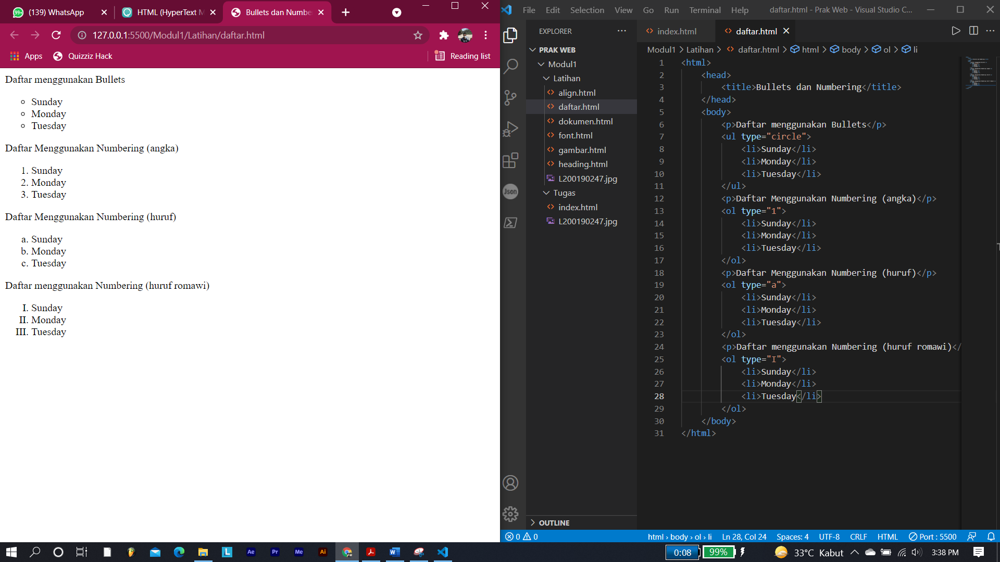 99+ (139) WhatsApp
HTML (HyperText M
Bullets dan Numbe
127.0.0.1:5500/Modul1/Latihan/daftar.html
Apps
Quizziz Hack
Reading list
Daftar menggunakan Bullets
Sunday
Monday
Tuesday
Daftar Menggunakan Numbering (angka)
1. Sunday
2. Monday
3. Tuesday
Daftar Menggunakan Numbering (huruf)
a. Sunday
b. Monday
c. Tuesday
Daftar menggunakan Numbering (huruf romawi)
I. Sunday
II. Monday
III. Tuesday
File Edit Selection View Go Run Terminal Help
daftar.html - Prak Web - Visual Studio C...
EXPLORER
PRAK WEB
Modul1
Latihan
align.html
daftar.html
dokumen.html
font.html
gambar.html
heading.html
L200190247.jpg
Tugas
index.html
L200190247.jpg
Json
OUTLINE
index.html
daftar.html
Modul1 > Latihan > daftar.html > html > body > ol > li
1 <html>
2 <head>
3 <title>Bullets dan Numbering</title>
4 </head>
5 <body>
6 <p>Daftar menggunakan Bullets</p>
7 <ul type="circle">
8 <li>Sunday</li>
9 <li>Monday</li>
10 <li>Tuesday</li>
11 </ul>
12 <p>Daftar Menggunakan Numbering (angka)</p>
13 <ol type="1">
14 <li>Sunday</li>
15 <li>Monday</li>
16 <li>Tuesday</li>
17 </ol>
18 <p>Daftar Menggunakan Numbering (huruf)</p>
19 <ol type="a">
20 <li>Sunday</li>
21 <li>Monday</li>
22 <li>Tuesday</li>
23 </ol>
24 <p>Daftar menggunakan Numbering (huruf romawi)</
25 <ol type="I">
26 <li>Sunday</li>
27 <li>Monday</li>
28 <li>Tuesday</li>
29 </ol>
30 </body>
31 </html>
0 0
html › body › ol › li
Ln 28, Col 24
Spaces: 4
UTF-8
CRLF
HTML
Port : 5500
L Ae Pr Me Ai W
0:08
99%
33°C Kabut
3:38 PM